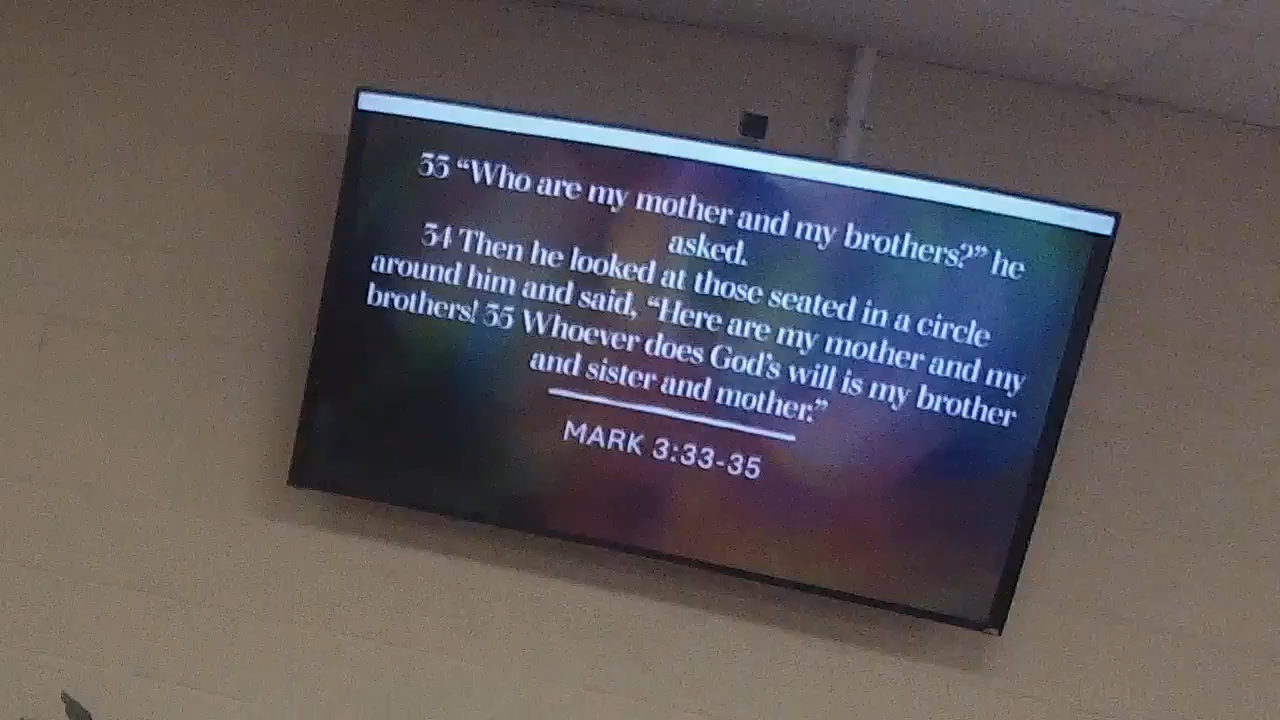 33 “Who are my mother and my brothers?” he
asked.
34 Then he looked at those seated in a circle
around him and said, “Here are my mother and my
brothers! 35 Whoever does God’s will is my brother
and sister and mother.”
MARK 3:33-35